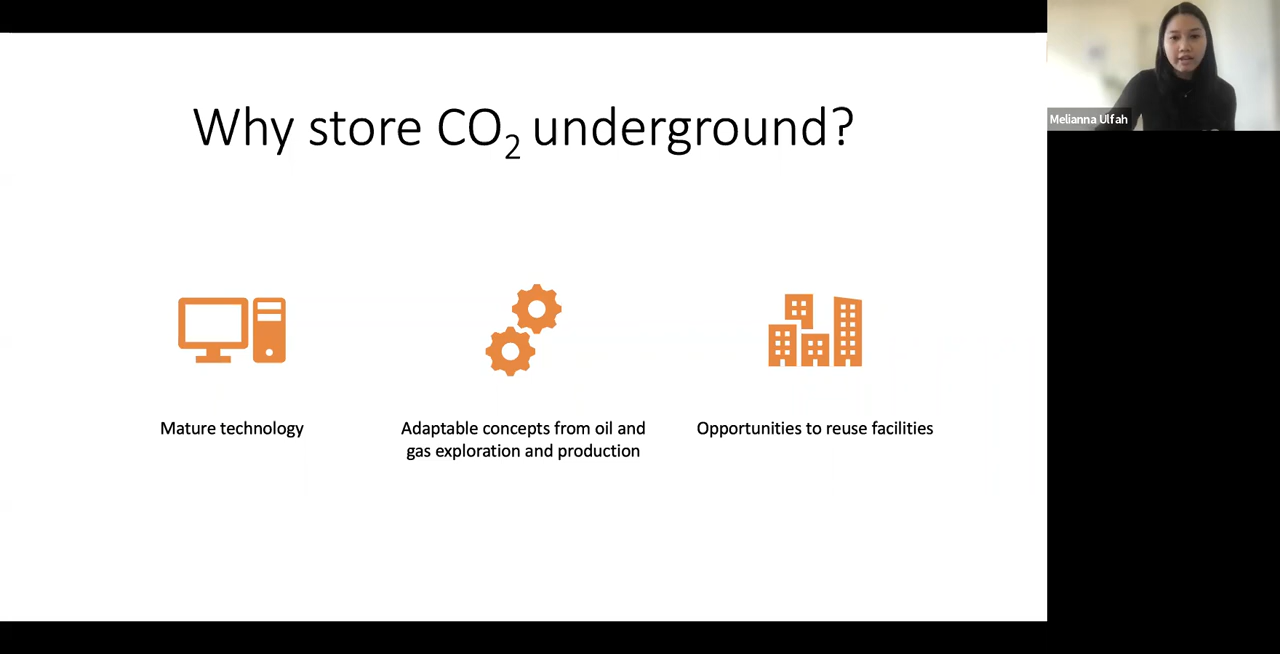 Why store CO₂ underground?
Melianna Ulfah
Mature technology
Adaptable concepts from oil and
gas exploration and production
Opportunities to reuse facilities